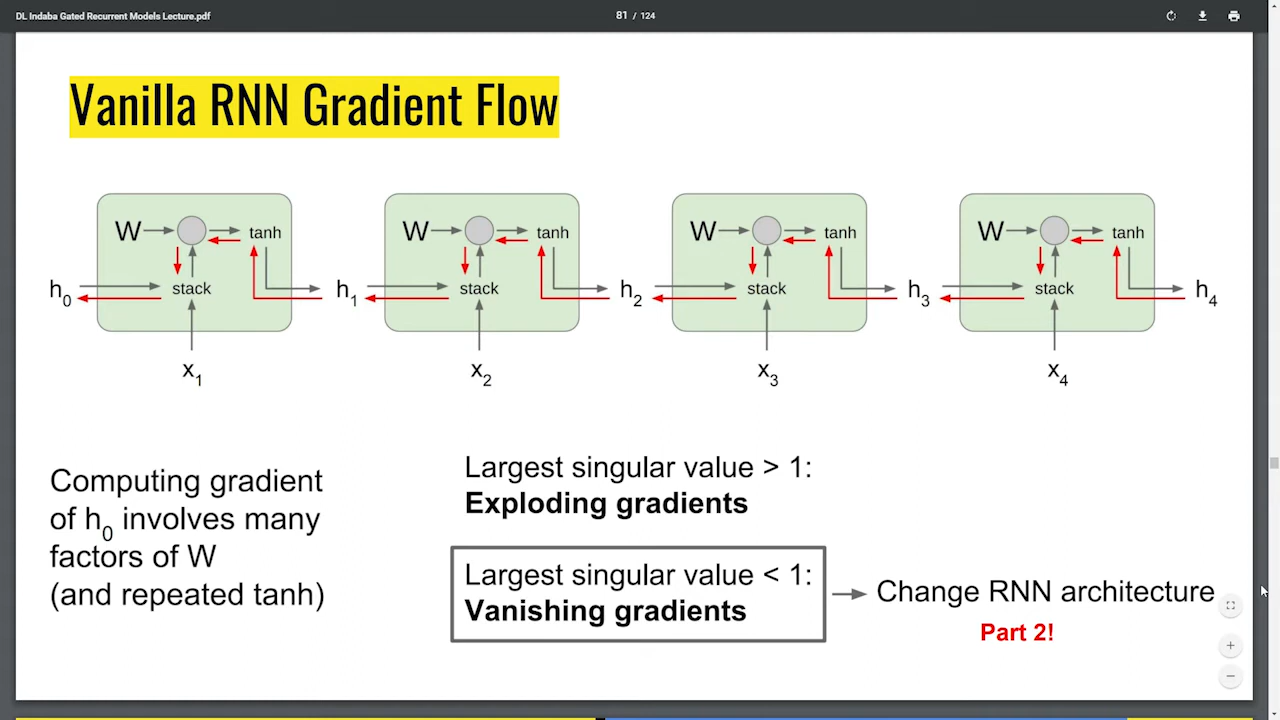 DL Indaba Gated Recurrent Models Lecture.pdf
81 / 124
Vanilla RNN Gradient Flow
W tanh W tanh W tanh W tanh
h0 stack h1 stack h2 stack h3 stack h4
x1 x2 x3 x4
Computing gradient
of h0 involves many
factors of W
(and repeated tanh)
Largest singular value > 1:
Exploding gradients
Largest singular value < 1:
Vanishing gradients
Change RNN architecture
Part 2!